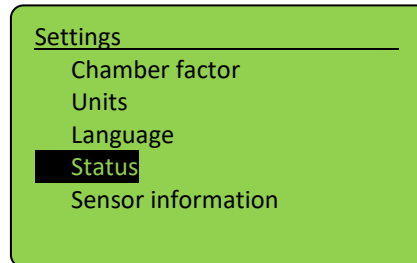 Settings
Chamber factor
Units
Language
Status
Sensor information